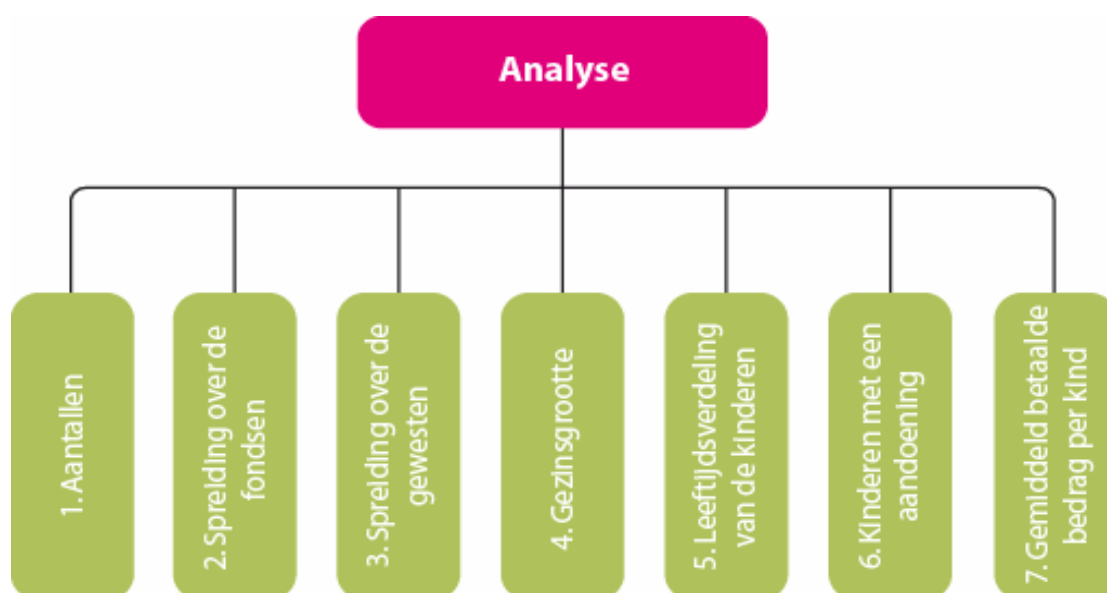 Analyse
1. Aantallen
2. Spreiding over de
fondsen
3. Spreiding over de
gewesten
4. Gezinsgrootte
5. Leeftijdsverdeling
van de kinderen
6. Kinderen met een
aandoening
7. Gemiddeld betaalde
bedrag per kind